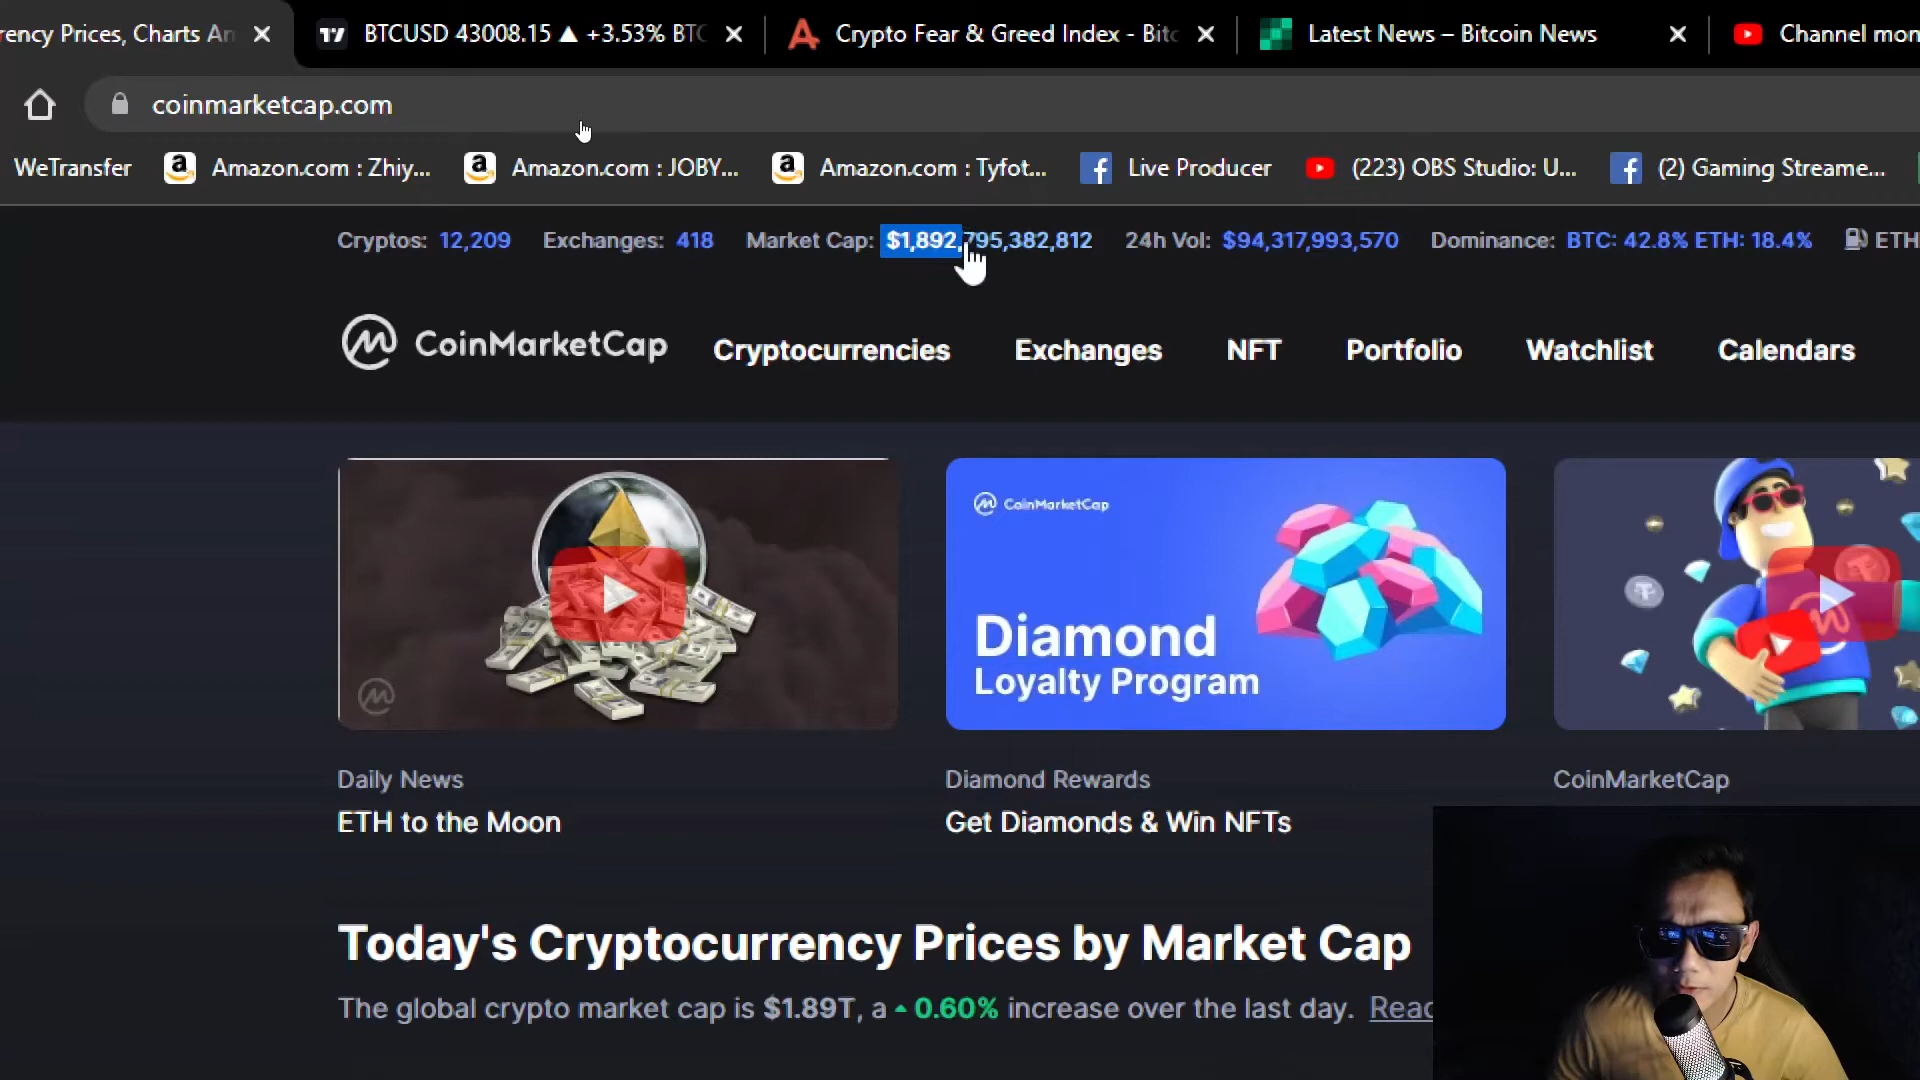 rency Prices, Charts An
BTCUSD 43008.15 ▲ +3.53% BTC
Crypto Fear & Greed Index - Bitc
Latest News – Bitcoin News
Channel mon
coinmarketcap.com
WeTransfer
Amazon.com : Zhiy...
Amazon.com : JOBY...
Amazon.com : Tyfot...
Live Producer
(223) OBS Studio: U...
(2) Gaming Streame...
Cryptos: 12,209 Exchanges: 418 Market Cap: $1,892,795,382,812 24h Vol: $94,317,993,570 Dominance: BTC: 42.8% ETH: 18.4% ETH
CoinMarketCap
Cryptocurrencies Exchanges NFT Portfolio Watchlist Calendars
CoinMarketCap
Diamond
Loyalty Program
Daily News
ETH to the Moon
Diamond Rewards
Get Diamonds & Win NFTs
CoinMarketCap
Today's Cryptocurrency Prices by Market Cap
The global crypto market cap is $1.89T, a ▲ 0.60% increase over the last day. Read